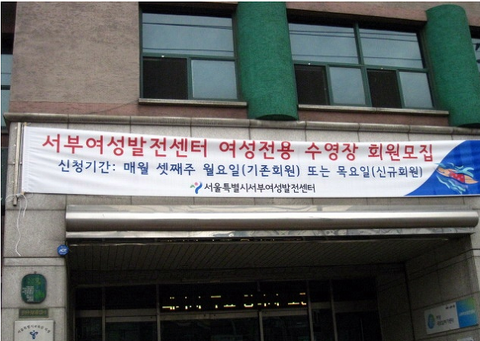 서부여성발전센터 여성전용 수영장 회원모집
신청기간: 매월 셋째주 월요일(기존회원) 또는 목요일(신규회원)
서울특별시서부여성발전센터